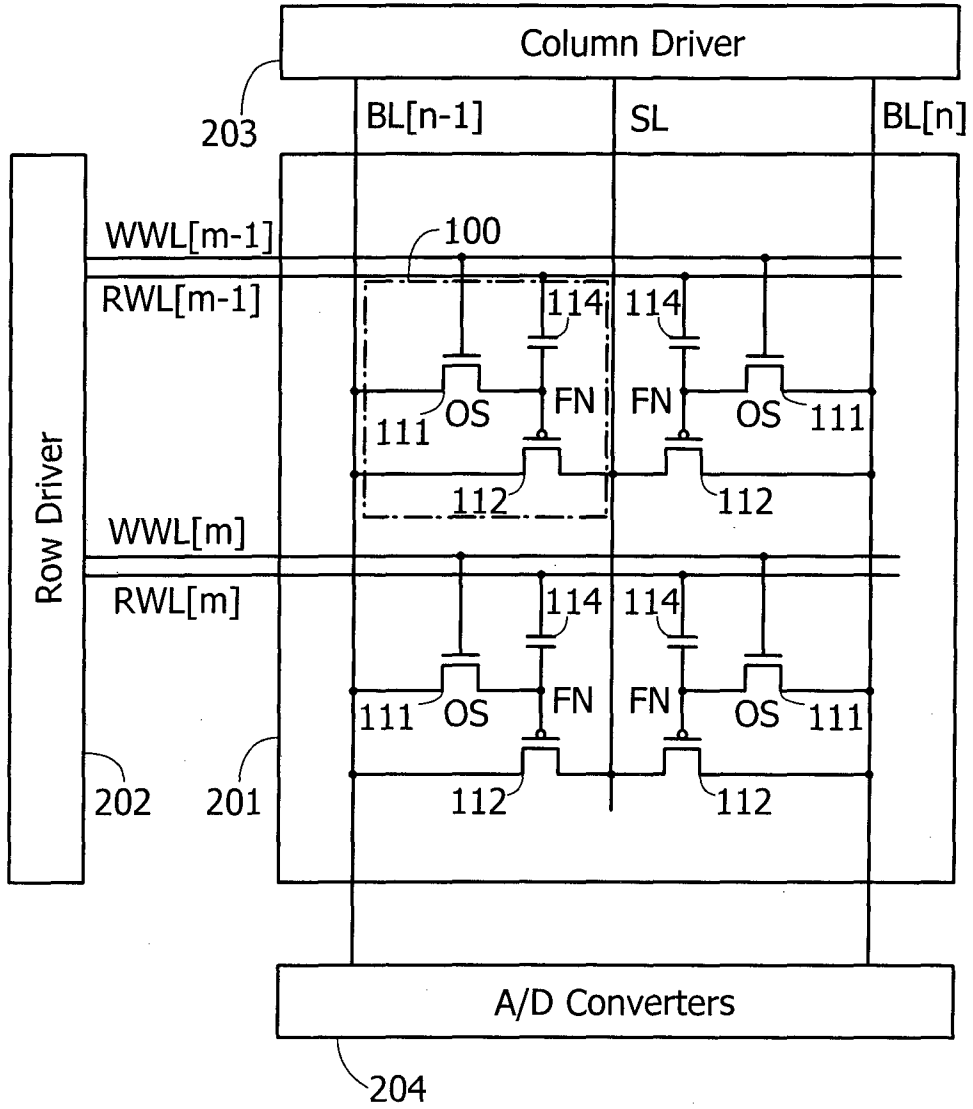 Column Driver
203
BL[n-1]
SL
BL[n]
WWL[m-1]
100
RWL[m-1]
114
114
FN
FN
111
OS
OS
111
112
112
Row Driver
WWL[m]
RWL[m]
114
114
FN
FN
111
OS
OS
111
202
201
112
112
A/D Converters
204